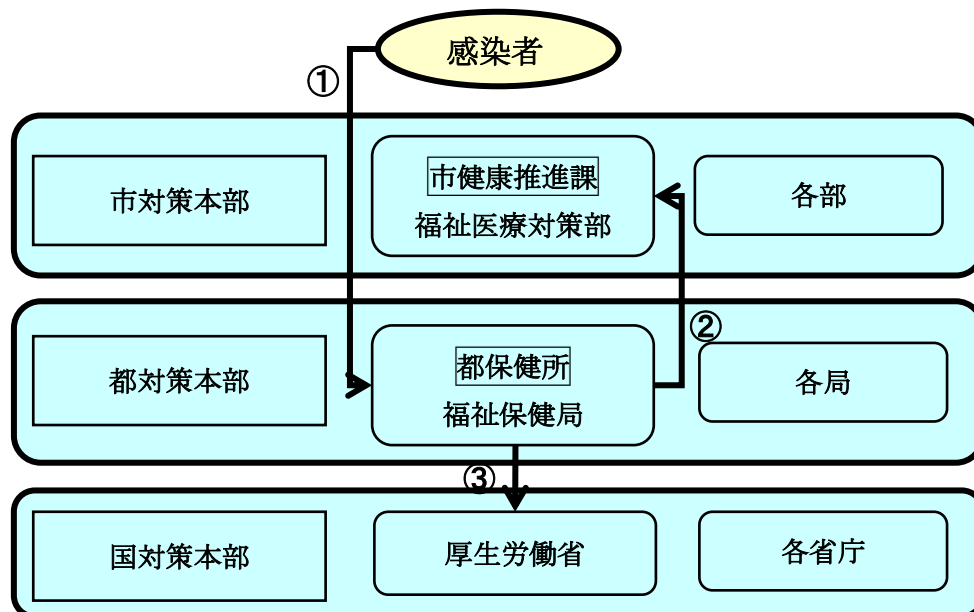 感染者
①
市対策本部
市健康推進課
福祉医療対策部
各部
②
都対策本部
都保健所
福祉保健局
各局
③
国対策本部
厚生労働省
各省庁